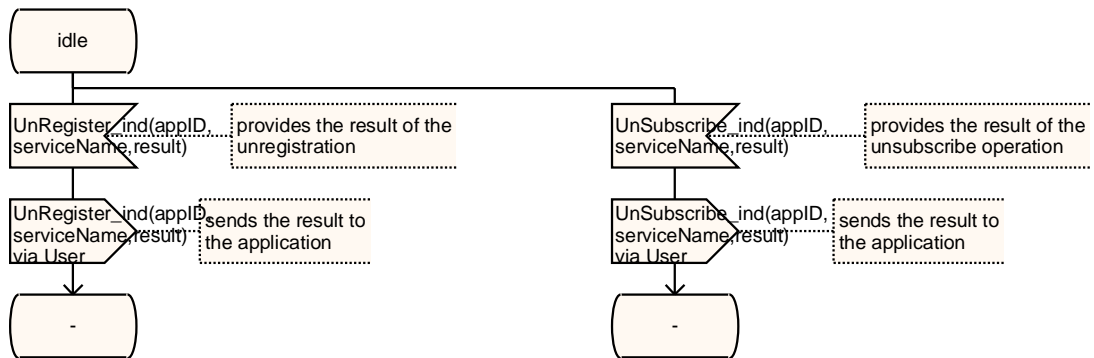 idle
UnRegister_ind(appID,
serviceName,result)
provides the result of the
unregistration
UnSubscribe_ind(appID,
serviceName,result)
provides the result of the
unsubscribe operation
UnRegister_ind(appID,
serviceName,result)
via User
sends the result to
the application
UnSubscribe_ind(appID,
serviceName,result)
via User
sends the result to
the application
-
-